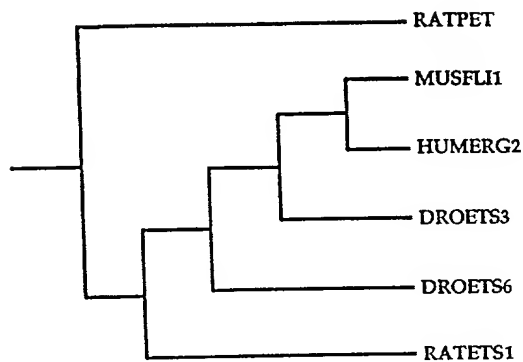 RATPET
MUSFLI1
HUMERG2
DROETS3
DROETS6
RATETS1